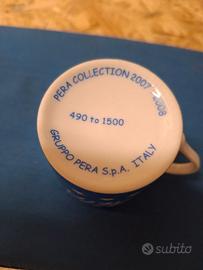 PERA COLLECTION 2007 - 2008
490 to 1500
GRUPPO PERA S.p.A. ITALY
subito